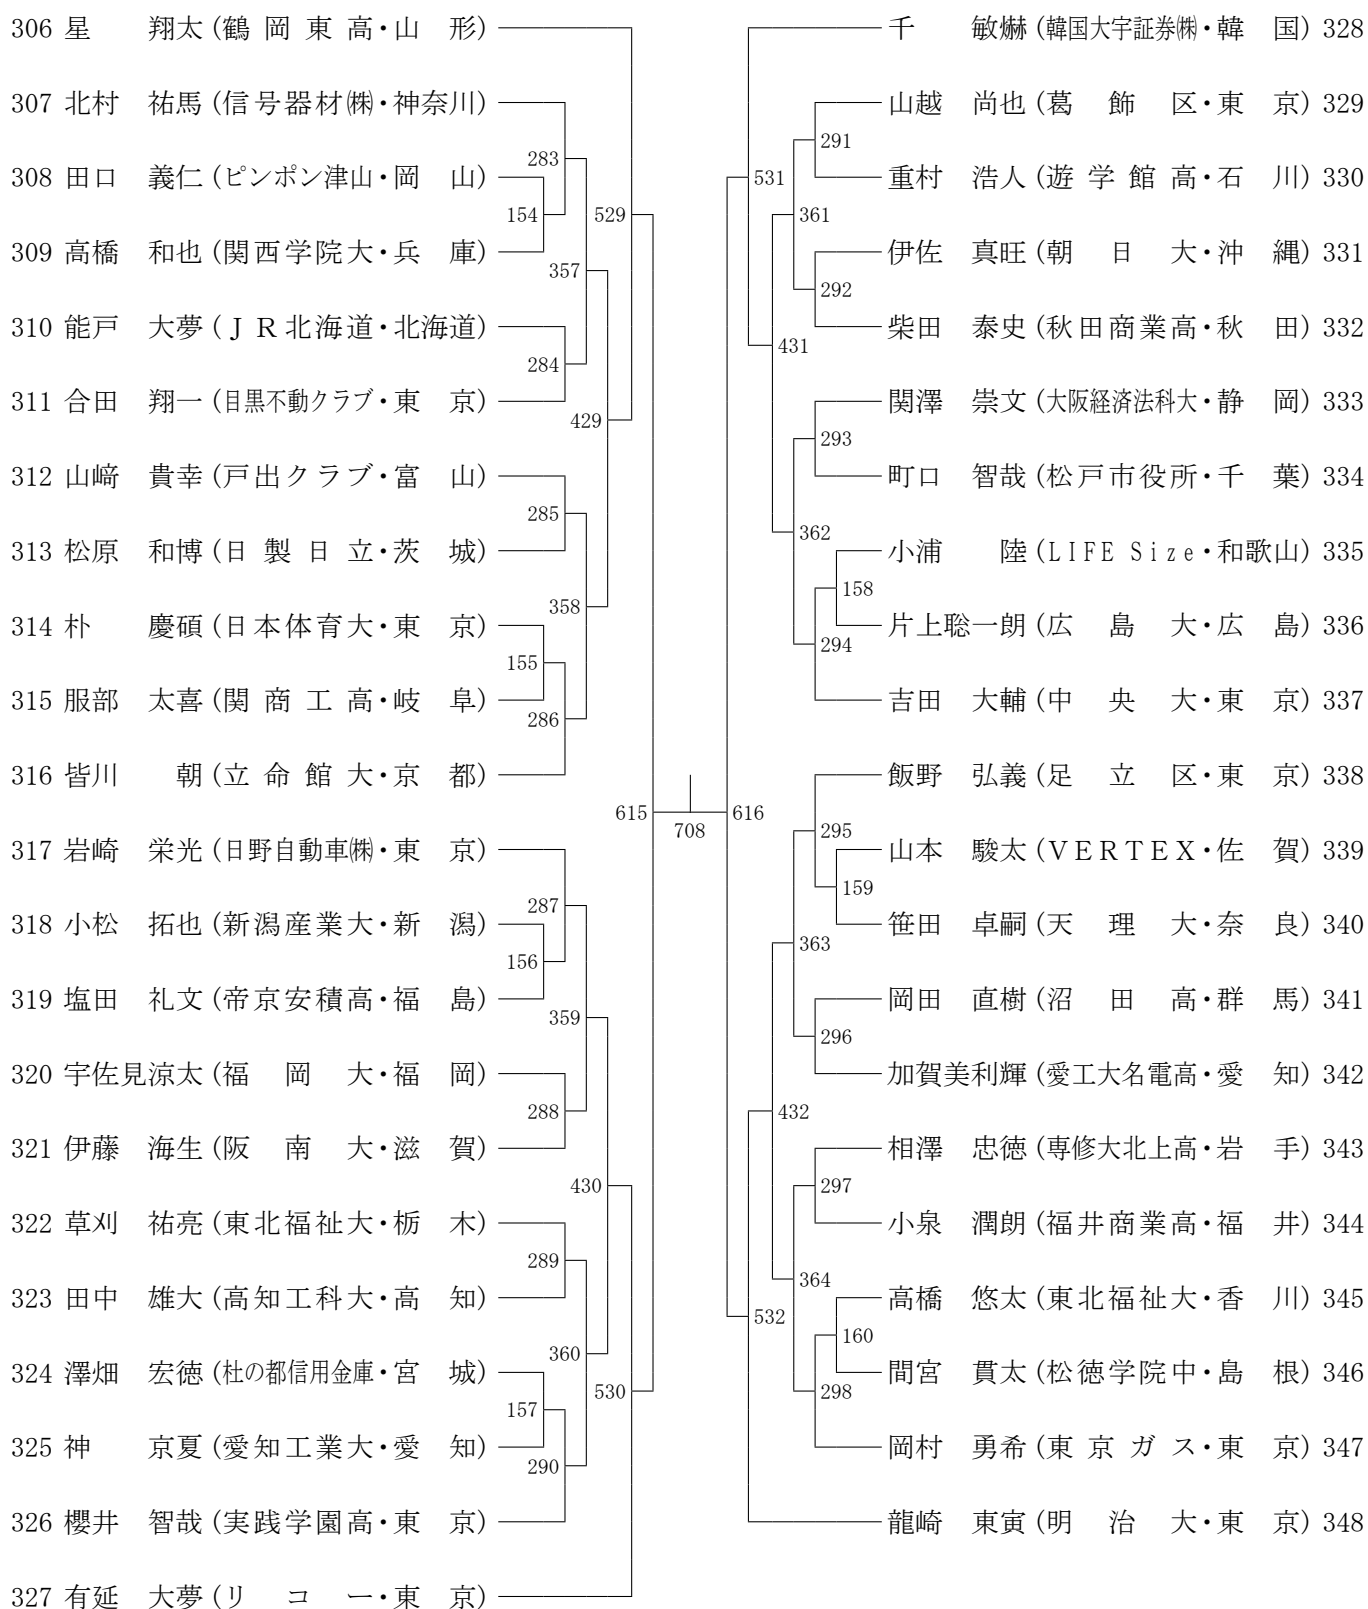 306 星　　翔太 (鶴岡東高・山　形)
307 北村　祐馬 (信号器材㈱・神奈川)
283
308 田口　義仁 (ピンポン津山・岡　山)
154
529
309 高橋　和也 (関西学院大・兵　庫)
357
310 能戸　大夢 (ＪＲ北海道・北海道)
284
311 合田　翔一 (目黒不動クラブ・東　京)
429
312 山﨑　貴幸 (戸出クラブ・富　山)
285
313 松原　和博 (日製日立・茨　城)
358
314 朴　　慶碩 (日本体育大・東　京)
155
315 服部　太喜 (関商工高・岐　阜)
286
316 皆川　　朝 (立命館大・京　都)
615
708
616
317 岩崎　栄光 (日野自動車㈱・東　京)
287
318 小松　拓也 (新潟産業大・新　潟)
156
319 塩田　礼文 (帝京安積高・福　島)
359
320 宇佐見涼太 (福岡大・福　岡)
288
321 伊藤　海生 (阪南大・滋　賀)
430
322 草刈　祐亮 (東北福祉大・栃　木)
289
323 田中　雄大 (高知工科大・高　知)
360
324 澤畑　宏徳 (杜の都信用金庫・宮　城)
530
157
325 神　　京夏 (愛知工業大・愛　知)
290
326 櫻井　智哉 (実践学園高・東　京)
327 有延　大夢 (リコー・東　京)
千　　敏爀 (韓国大宇証券㈱・韓　国) 328
山越　尚也 (葛飾区・東　京) 329
291
531
重村　浩人 (遊学館高・石　川) 330
361
伊佐　真旺 (朝日大・沖　縄) 331
292
柴田　泰史 (秋田商業高・秋　田) 332
431
関澤　崇文 (大阪経済法科大・静　岡) 333
293
町口　智哉 (松戸市役所・千　葉) 334
362
小浦　　陸 (LIFE Size・和歌山) 335
158
片上聡一朗 (広島大・広　島) 336
294
吉田　大輔 (中央大・東　京) 337
飯野　弘義 (足立区・東　京) 338
295
山本　駿太 (ＶＥＲＴＥＸ・佐　賀) 339
159
笹田　卓嗣 (天理大・奈　良) 340
363
岡田　直樹 (沼田高・群　馬) 341
296
加賀美利輝 (愛工大名電高・愛　知) 342
432
相澤　忠徳 (専修大北上高・岩　手) 343
297
小泉　潤朗 (福井商業高・福　井) 344
364
高橋　悠太 (東北福祉大・香　川) 345
532
160
間宮　貫太 (松徳学院中・島　根) 346
298
岡村　勇希 (東京ガス・東　京) 347
龍崎　東寅 (明治大・東　京) 348